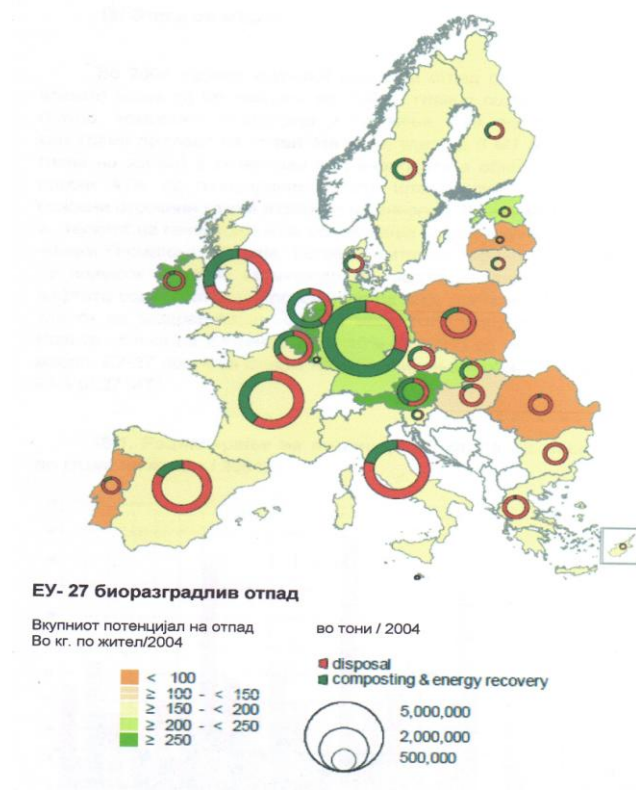 ЕУ- 27 биоразградлив отпад
Вкупниот потенцијал на отпад
Во кг. по жител/2004
< 100
≥ 100 - < 150
≥ 150 - < 200
≥ 200 - < 250
≥ 250
во тони / 2004
disposal
composting & energy recovery
5,000,000
2,000,000
500,000